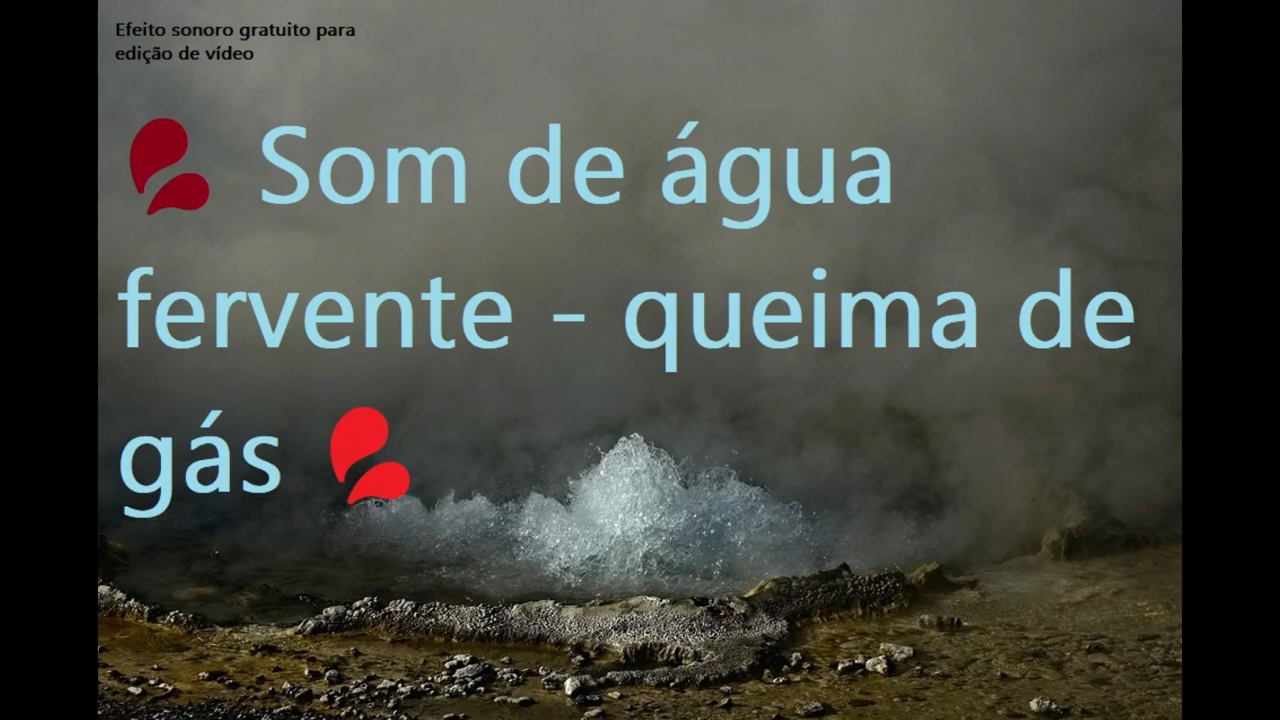 Efeito sonoro gratuito para
edição de vídeo
Som de água
fervente - queima de
gás